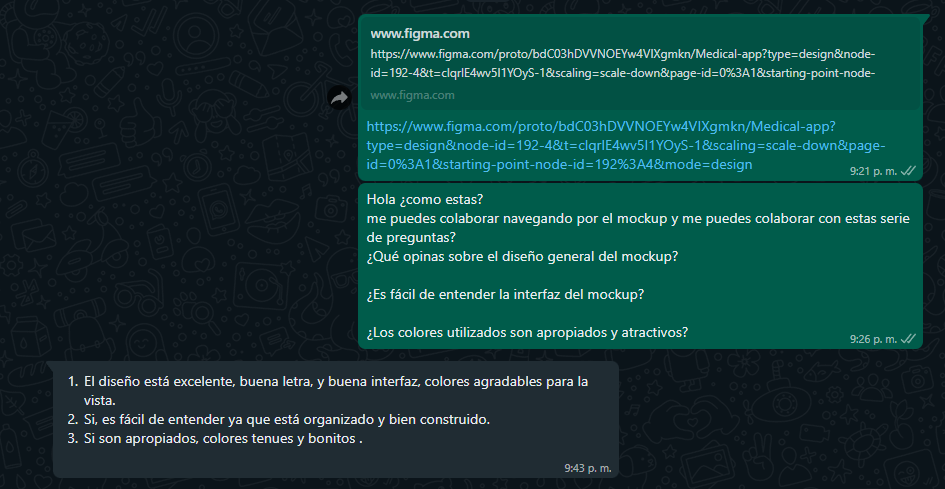 www.figma.com
https://www.figma.com/proto/bdC03hDVVNOEYw4VIXgmkn/Medical-app?type=design&node-
id=192-4&t=clqrlE4wv5I1YOyS-1&scaling=scale-down&page-id=0%3A1&starting-point-node-
www.figma.com
https://www.figma.com/proto/bdC03hDVVNOEYw4VIXgmkn/Medical-app?
type=design&node-id=192-4&t=clqrlE4wv5I1YOyS-1&scaling=scale-down&page-
id=0%3A1&starting-point-node-id=192%3A4&mode=design
9:21 p. m.
Hola ¿como estas?
me puedes colaborar navegando por el mockup y me puedes colaborar con estas serie
de preguntas?
¿Qué opinas sobre el diseño general del mockup?
¿Es fácil de entender la interfaz del mockup?
¿Los colores utilizados son apropiados y atractivos?
9:26 p. m.
1. El diseño está excelente, buena letra, y buena interfaz, colores agradables para la
vista.
2. Si, es fácil de entender ya que está organizado y bien construido.
3. Si son apropiados, colores tenues y bonitos .
9:43 p. m.